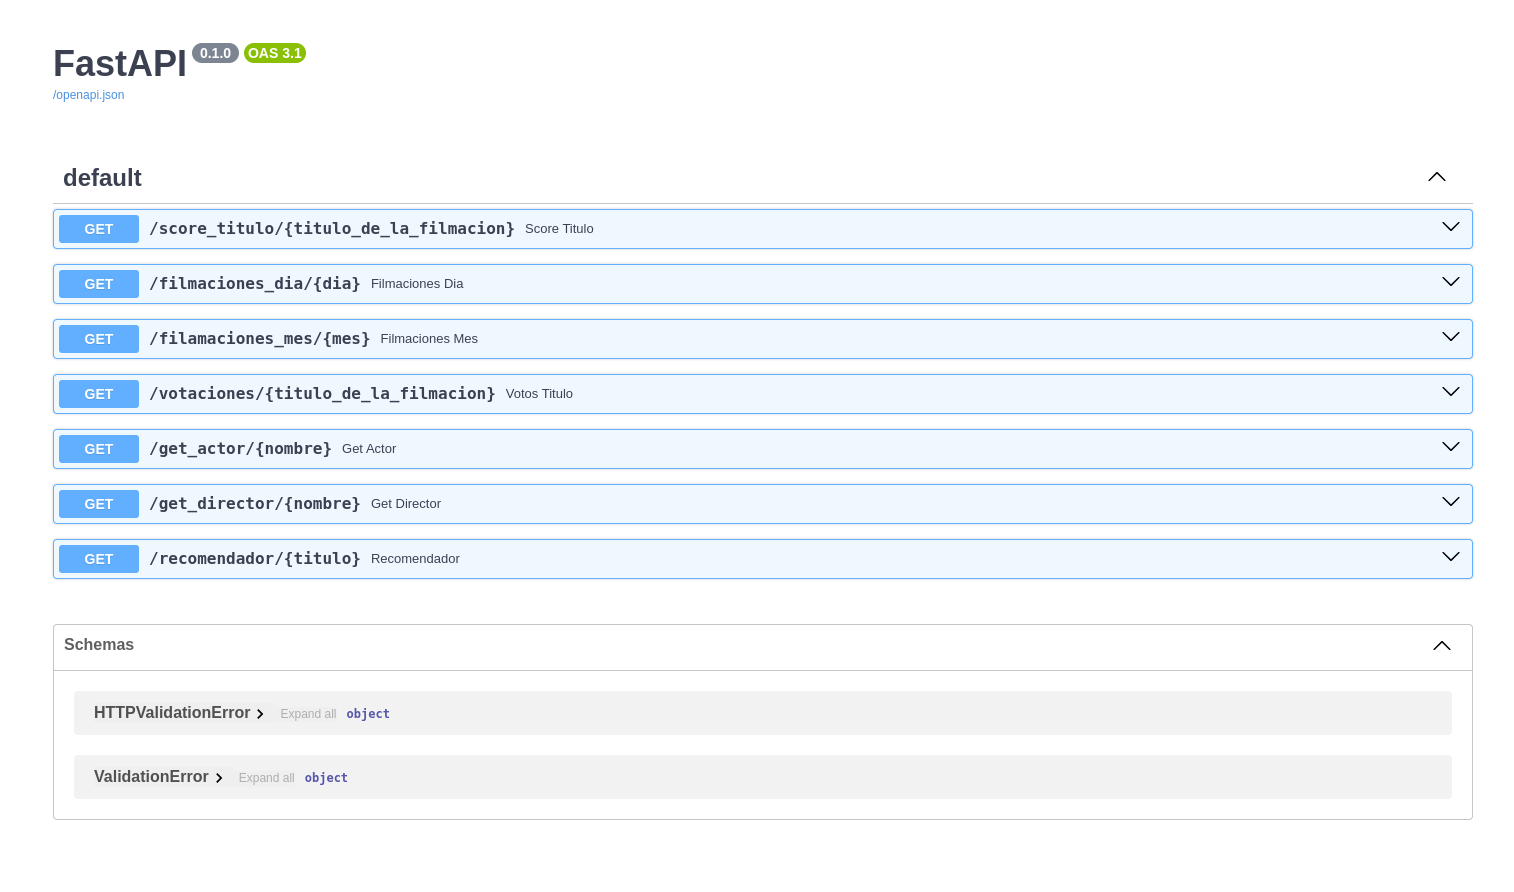 FastAPI 0.1.0 OAS 3.1
/openapi.json
default
GET /score_titulo/{titulo_de_la_filmacion} Score Titulo
GET /filmaciones_dia/{dia} Filmaciones Dia
GET /filamaciones_mes/{mes} Filmaciones Mes
GET /votaciones/{titulo_de_la_filmacion} Votos Titulo
GET /get_actor/{nombre} Get Actor
GET /get_director/{nombre} Get Director
GET /recomendador/{titulo} Recomendador
Schemas
HTTPValidationError Expand all object
ValidationError Expand all object